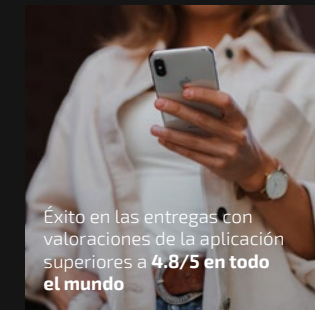 Éxito en las entregas con
valoraciones de la aplicación
superiores a 4.8/5 en todo
el mundo